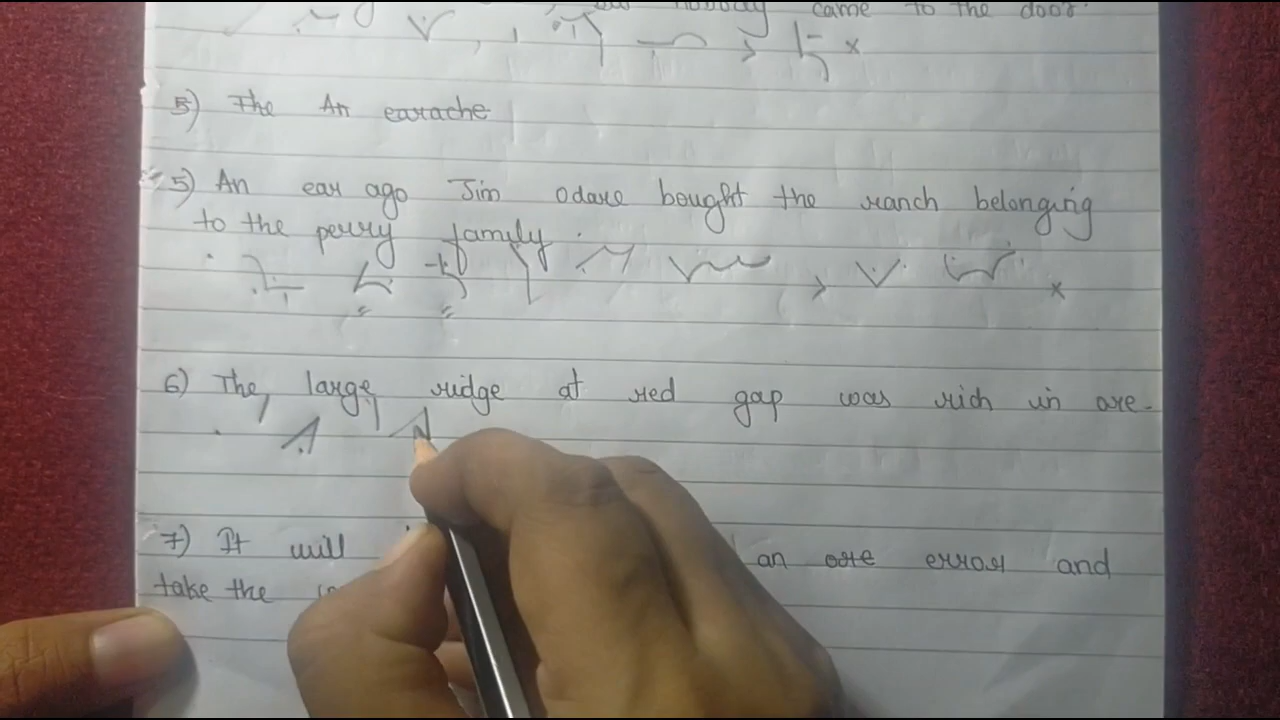 nobody came to the door.
5) The An earache
5) An ear ago Jim Odare bought the ranch belonging
to the perry family.
6) The, large, ridge at red gap was rich in ore.
7) It will an ore error and
take the